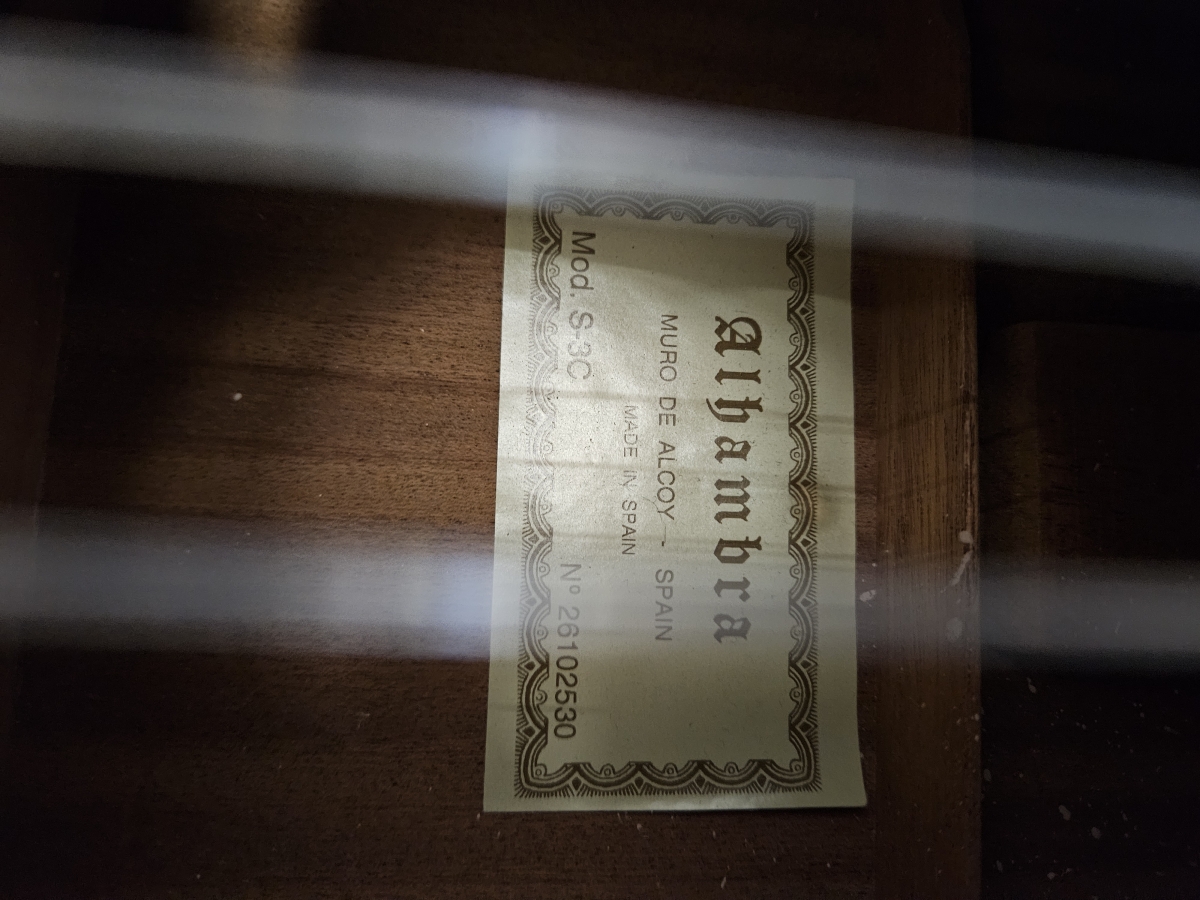 Alhambra
MURO DE ALCOY - SPAIN
MADE IN SPAIN
Mod. S-3C Nº 26102530